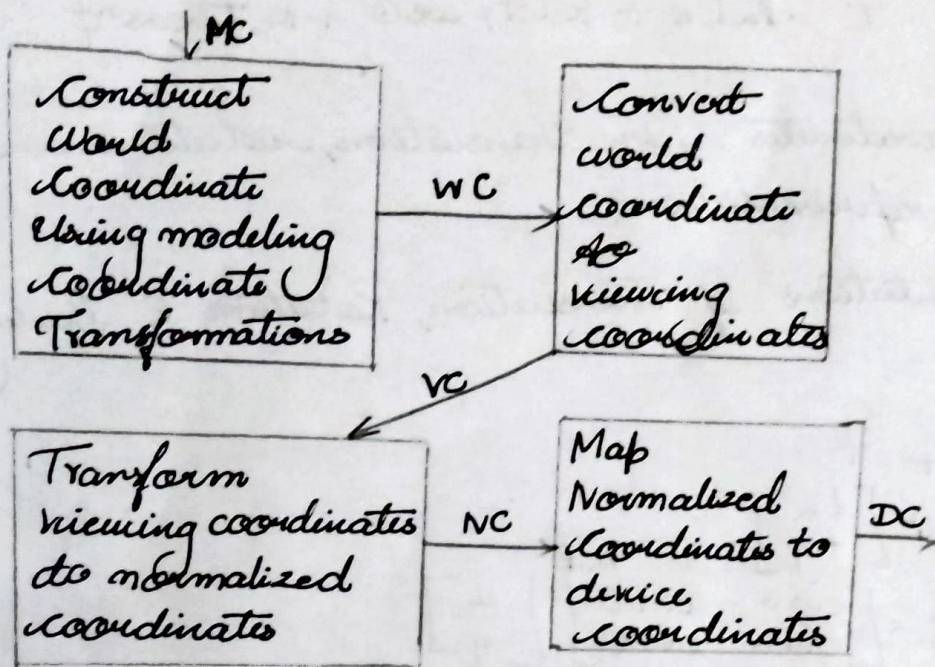 MC
Construct
World
Coordinate
Using modeling
Coordinate
Transformations
WC
Convert
world
coordinate
to
viewing
coordinates
VC
Transform
viewing coordinates
to normalized
coordinates
NC
Map
Normalized
Coordinates to
device
coordinates
DC